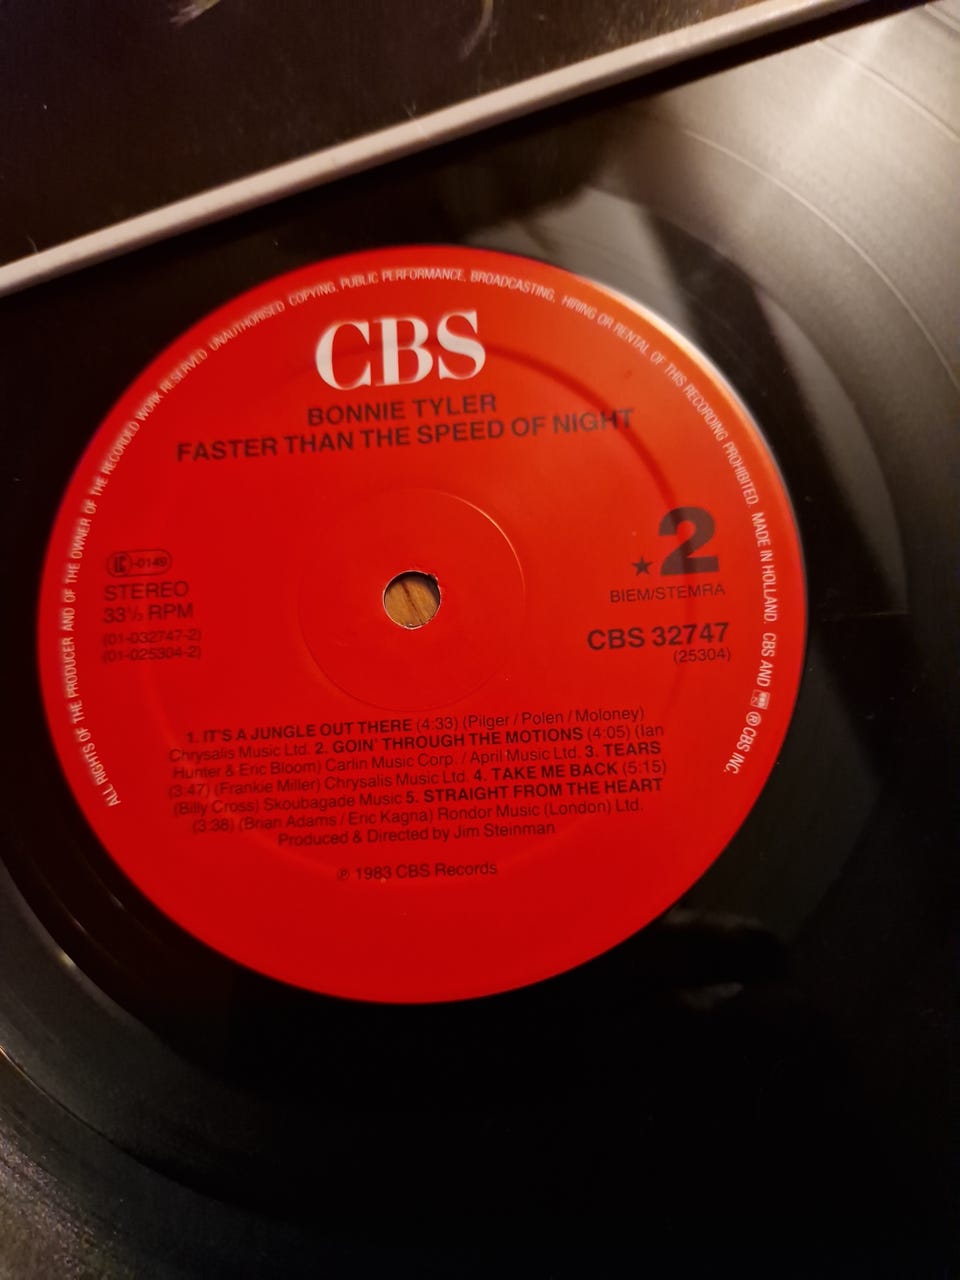 ALL RIGHTS OF THE PRODUCER AND OF THE OWNER OF THE RECORDED WORK RESERVED UNAUTHORISED COPYING, PUBLIC PERFORMANCE, BROADCASTING, HIRING OR RENTAL OF THIS RECORDING PROHIBITED. MADE IN HOLLAND. CBS AND ℗ CBS INC.
CBS
BONNIE TYLER
FASTER THAN THE SPEED OF NIGHT
LC -0149
STEREO
33⅓ RPM
(01-032747-2)
(01-025304-2)
★ 2
BIEM/STEMRA
CBS 32747
(25304)
1. IT'S A JUNGLE OUT THERE (4:33) (Pilger / Polen / Moloney)
Chrysalis Music Ltd. 2. GOIN' THROUGH THE MOTIONS (4:05) (Ian
Hunter & Eric Bloom) Carlin Music Corp. / April Music Ltd. 3. TEARS
(3:47) (Frankie Miller) Chrysalis Music Ltd. 4. TAKE ME BACK (5:15)
(Billy Cross) Skoubagade Music 5. STRAIGHT FROM THE HEART
(3:38) (Brian Adams / Eric Kagna) Rondor Music (London) Ltd.
Produced & Directed by Jim Steinman
℗ 1983 CBS Records